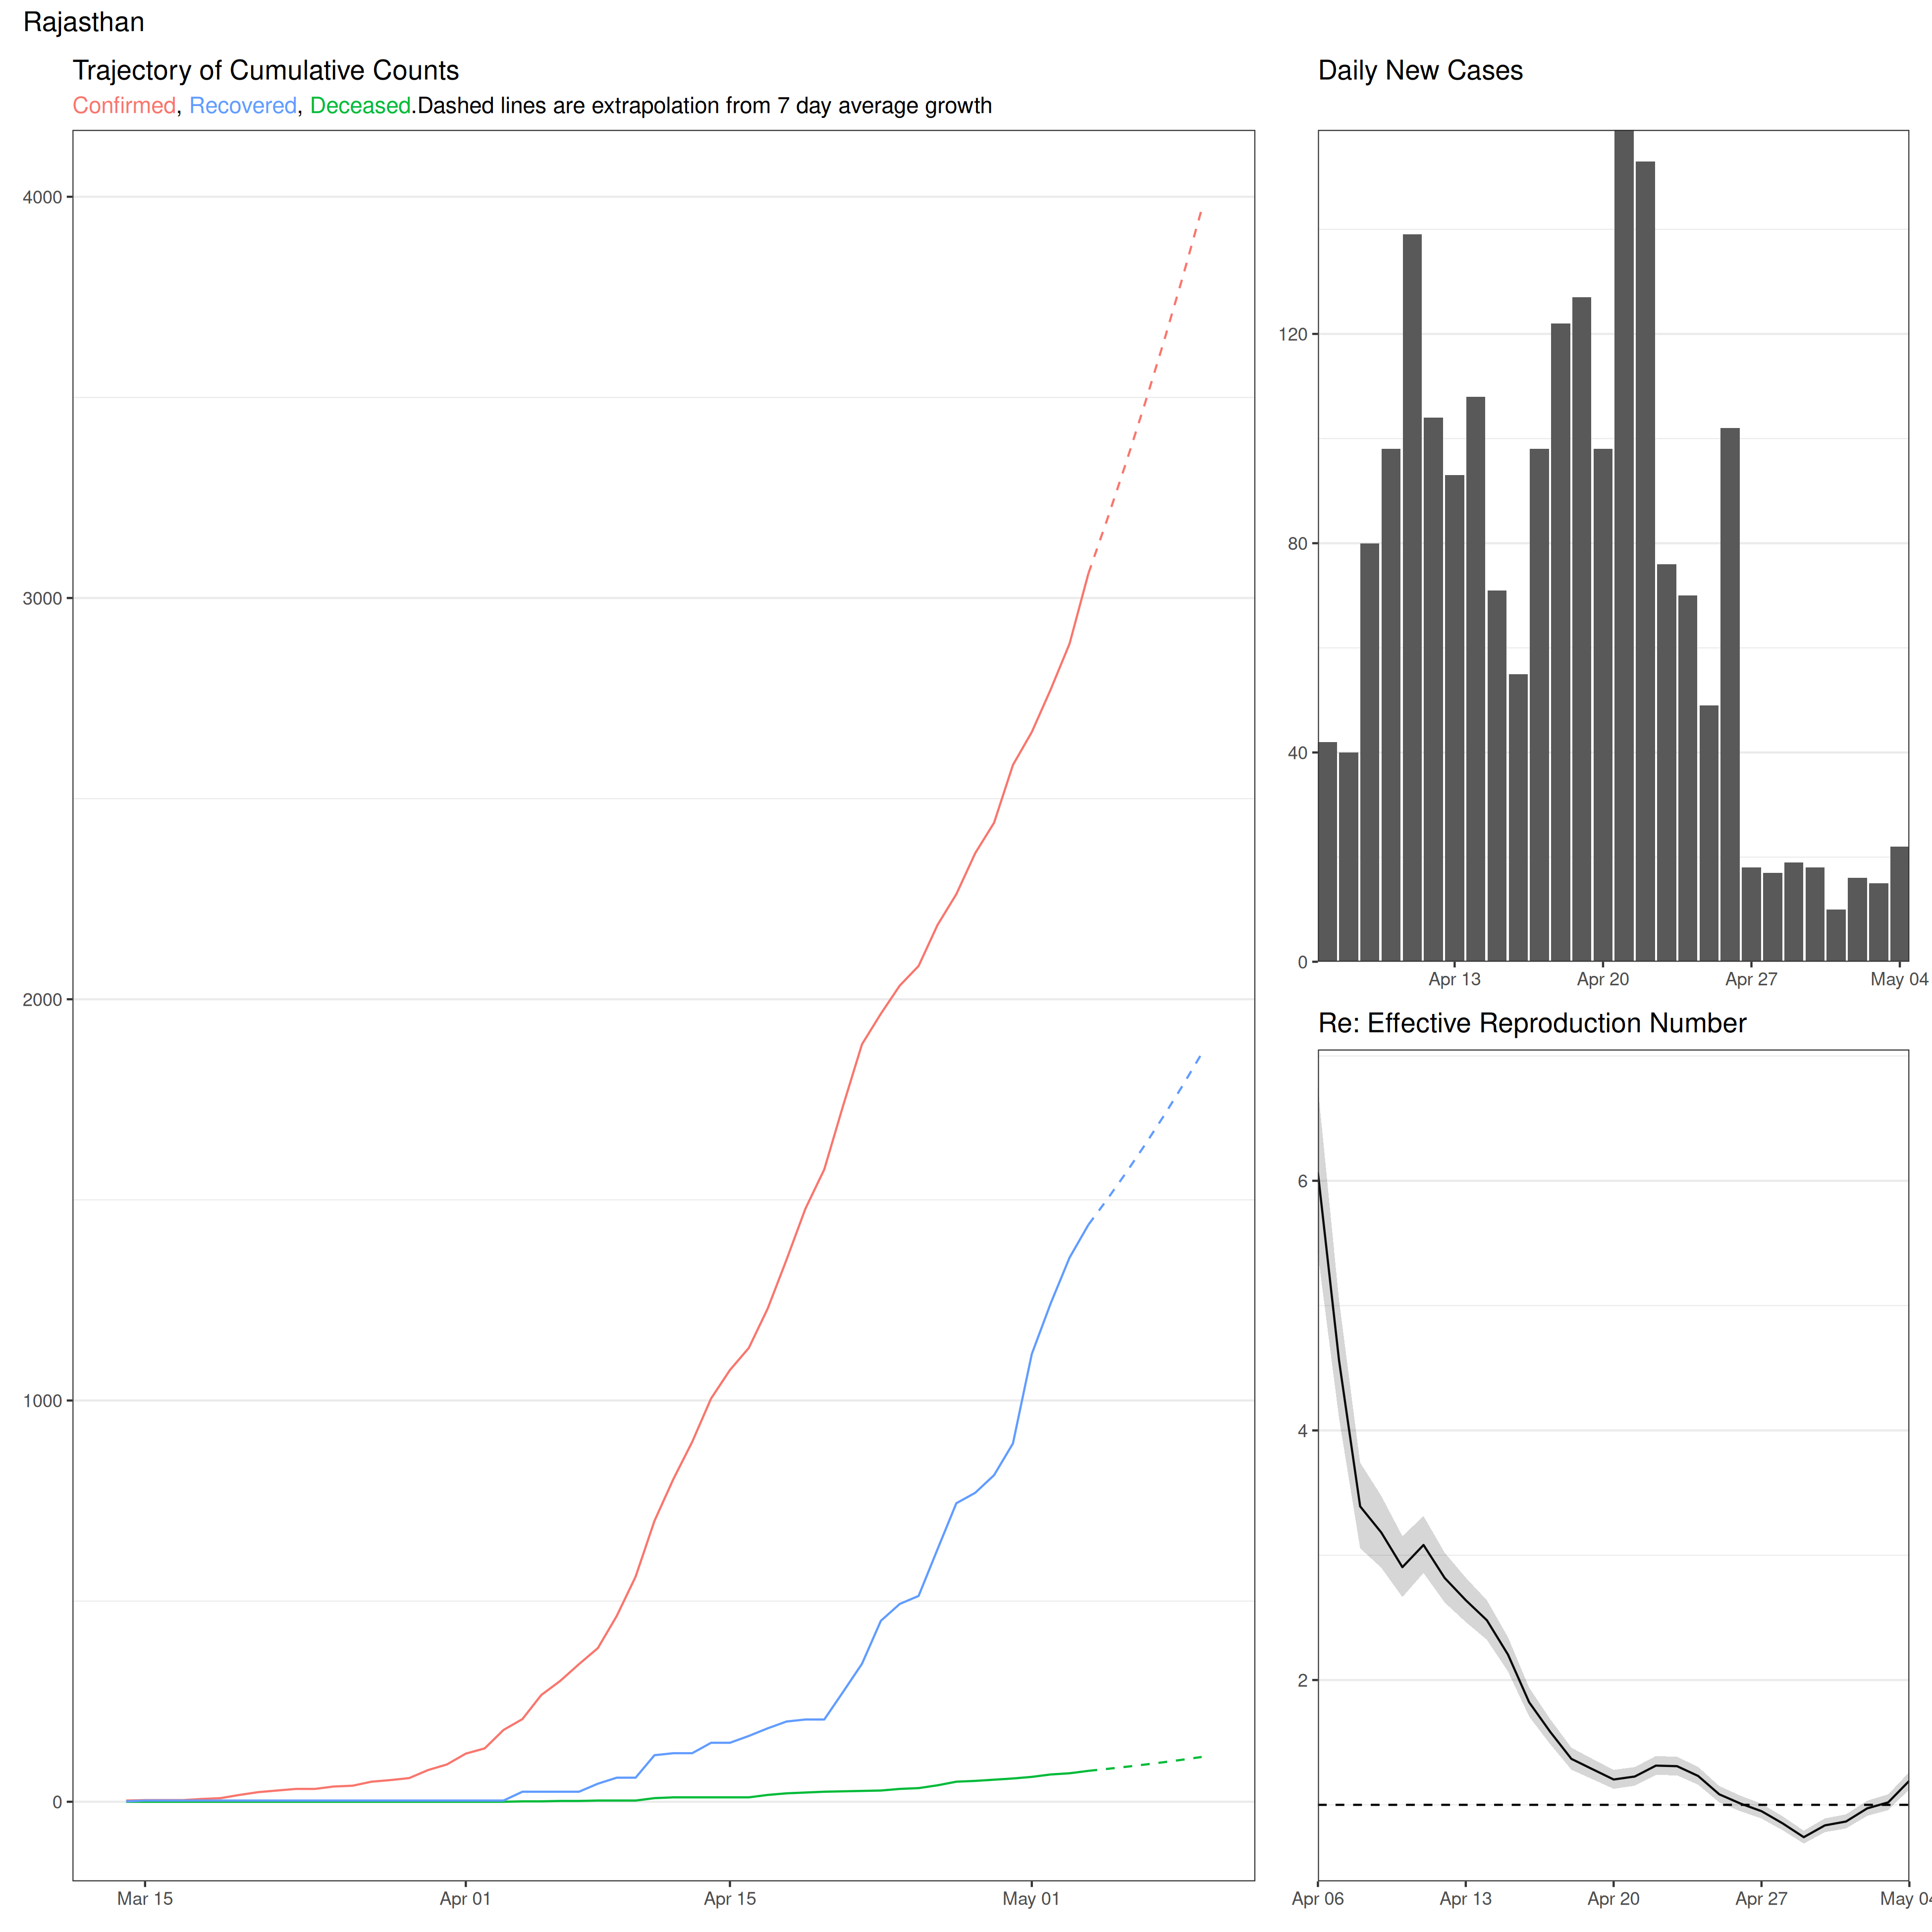 Rajasthan
Trajectory of Cumulative Counts
Confirmed, Recovered, Deceased.Dashed lines are extrapolation from 7 day average growth
4000
3000
2000
1000
0
Mar 15 Apr 01 Apr 15 May 01
Daily New Cases
120
80
40
0
Apr 13 Apr 20 Apr 27 May 04
Re: Effective Reproduction Number
6
4
2
Apr 06 Apr 13 Apr 20 Apr 27 May 04